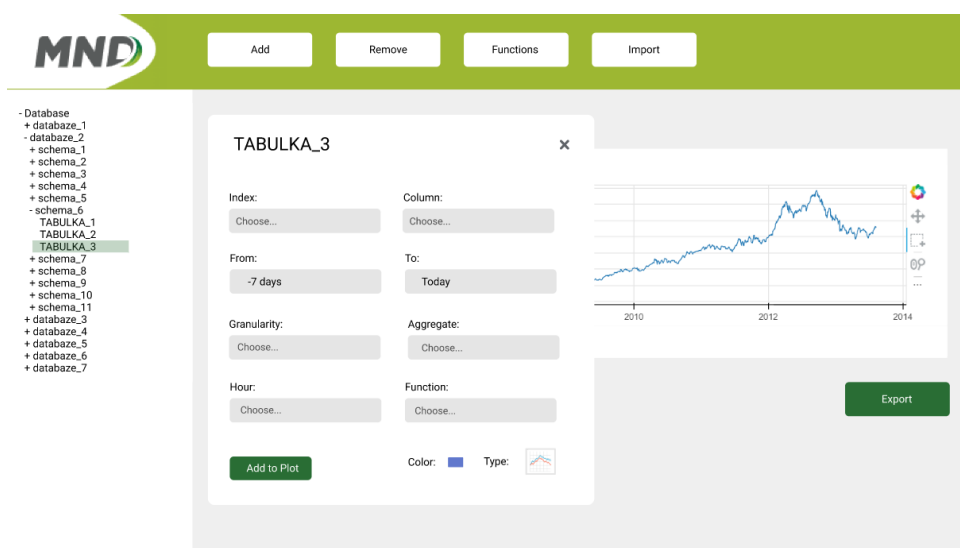 MND
Add
Remove
Functions
Import
- Database
+ databaze_1
- databaze_2
+ schema_1
+ schema_2
+ schema_3
+ schema_4
+ schema_5
- schema_6
TABULKA_1
TABULKA_2
TABULKA_3
+ schema_7
+ schema_8
+ schema_9
+ schema_10
+ schema_11
+ databaze_3
+ databaze_4
+ databaze_5
+ databaze_6
+ databaze_7
TABULKA_3
×
Index:
Column:
Choose...
Choose...
From:
To:
-7 days
Today
Granularity:
Aggregate:
Choose...
Choose...
Hour:
Function:
Choose...
Choose...
Add to Plot
Color:
Type:
2010
2012
2014
Export